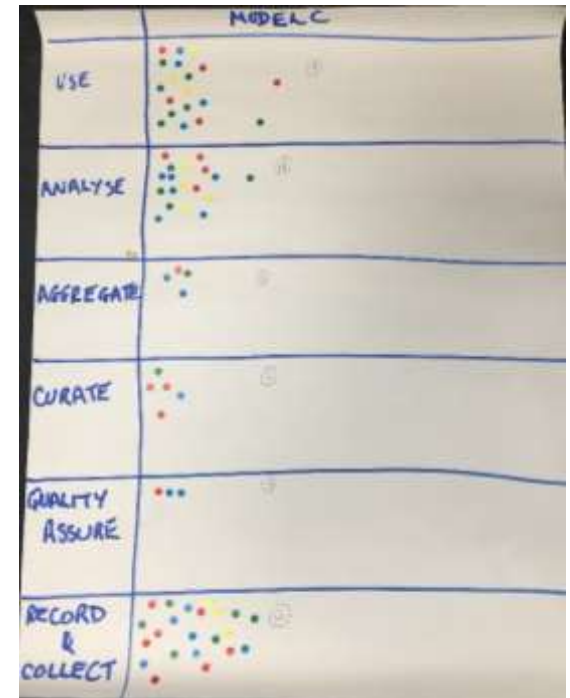 MODEL C
USE
ANALYSE
AGGREGATE
CURATE
QUALITY
ASSURE
RECORD
&
COLLECT